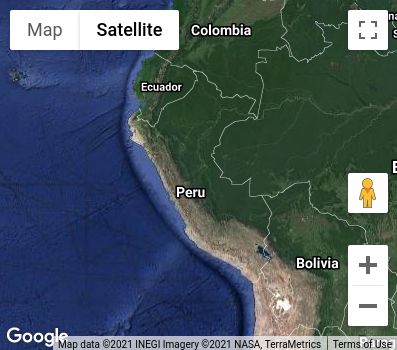 Map Satellite
Colombia
Ecuador
Peru
Bolivia
Google
Map data ©2021 INEGI Imagery ©2021 NASA, TerraMetrics
Terms of Use